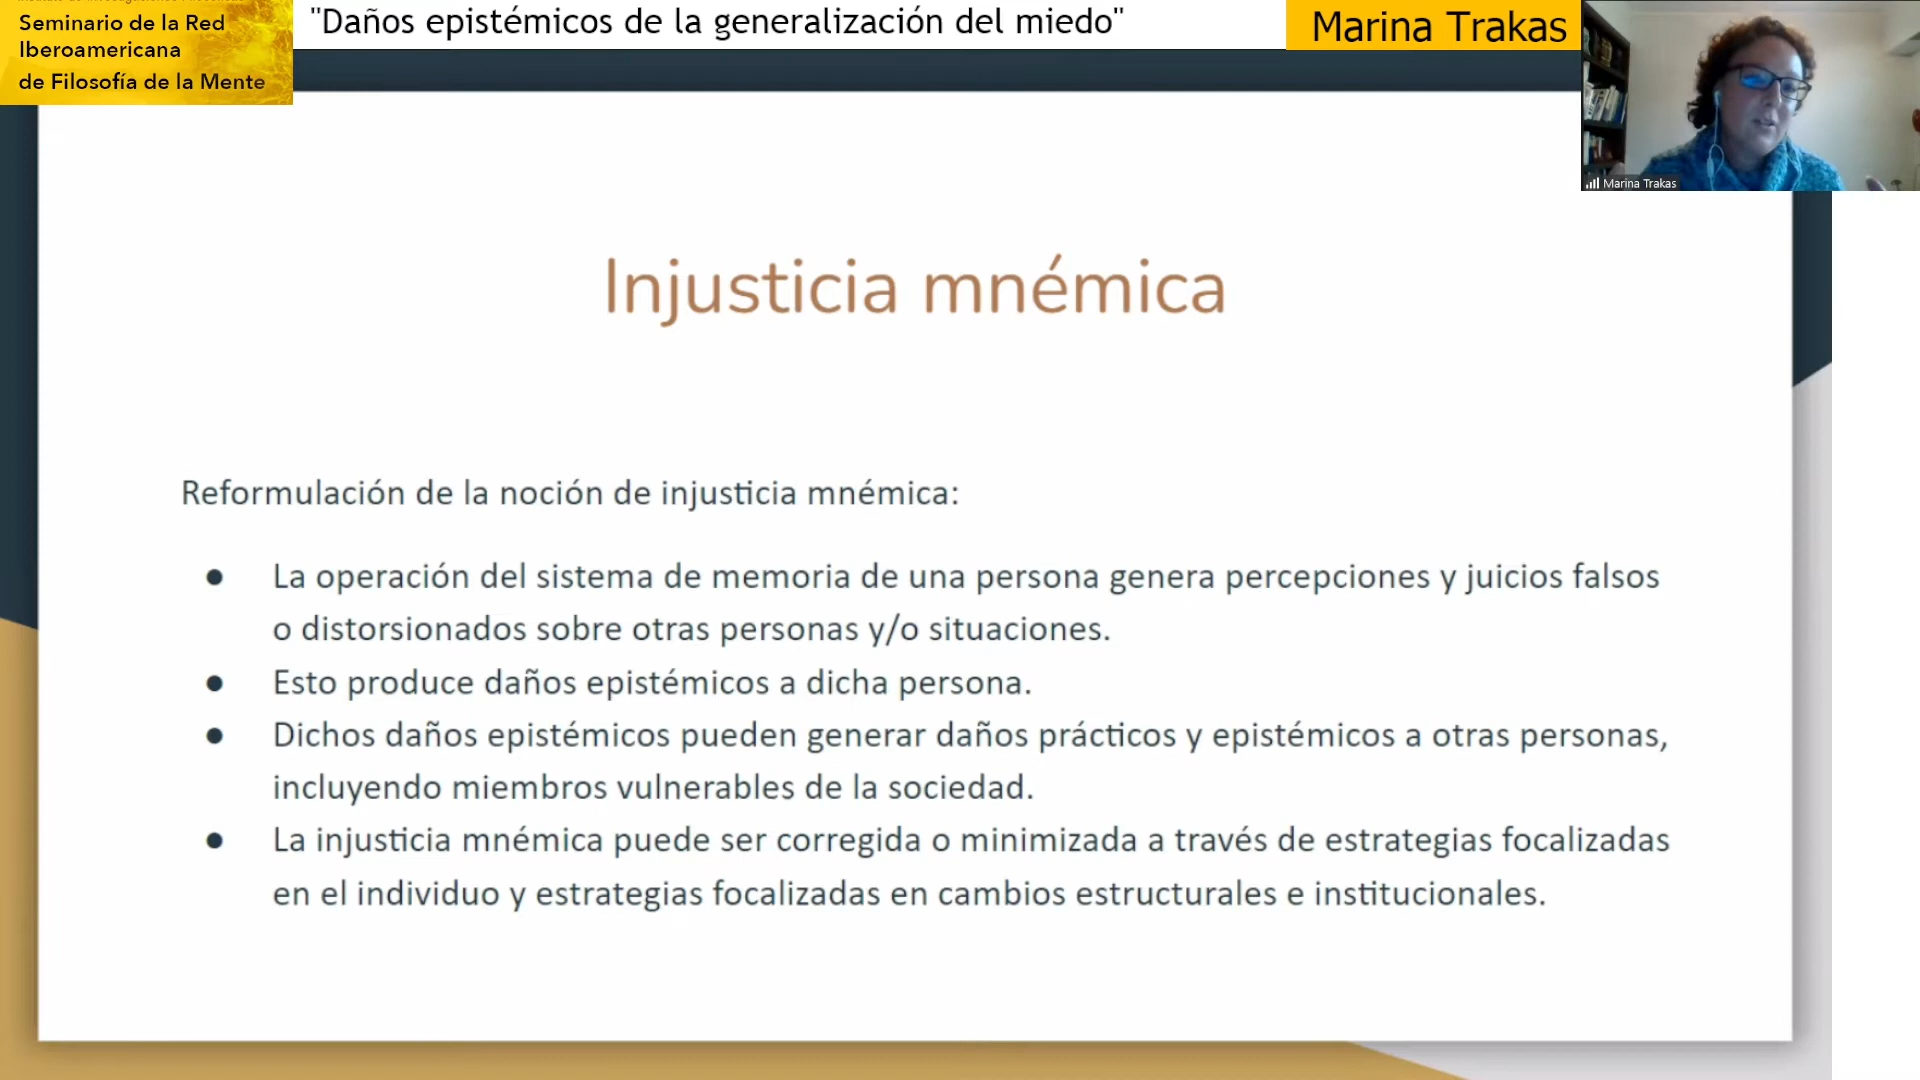 Seminario de la Red
Iberoamericana
de Filosofía de la Mente
"Daños epistémicos de la generalización del miedo"
Marina Trakas
Marina Trakas
Injusticia mnémica
Reformulación de la noción de injusticia mnémica:
● La operación del sistema de memoria de una persona genera percepciones y juicios falsos
o distorsionados sobre otras personas y/o situaciones.
● Esto produce daños epistémicos a dicha persona.
● Dichos daños epistémicos pueden generar daños prácticos y epistémicos a otras personas,
incluyendo miembros vulnerables de la sociedad.
● La injusticia mnémica puede ser corregida o minimizada a través de estrategias focalizadas
en el individuo y estrategias focalizadas en cambios estructurales e institucionales.